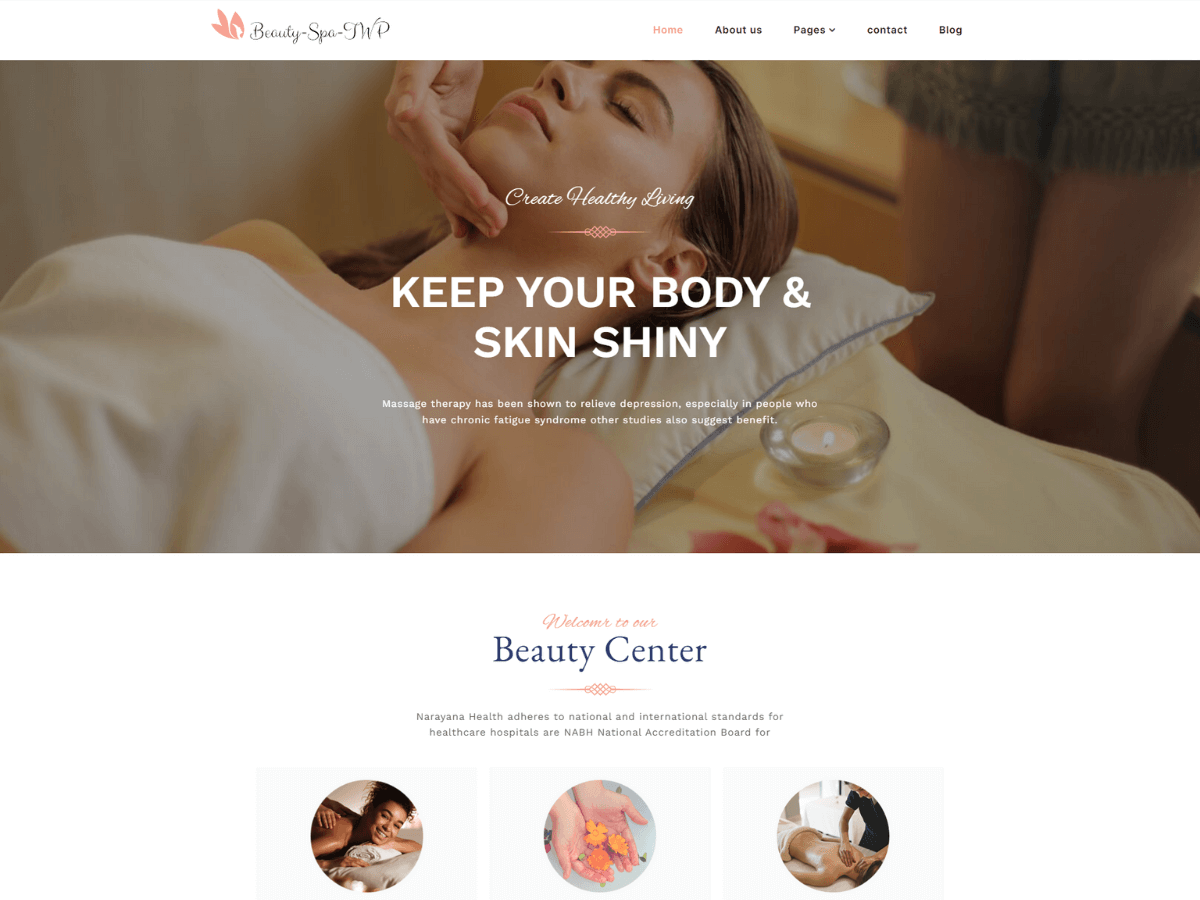 Beauty-Spa-TWP
Home
About us
Pages
contact
Blog
Create Healthy Living
KEEP YOUR BODY &
SKIN SHINY
Massage therapy has been shown to relieve depression, especially in people who
have chronic fatigue syndrome other studies also suggest benefit.
Welcomr to our
Beauty Center
Narayana Health adheres to national and international standards for
healthcare hospitals are NABH National Accreditation Board for